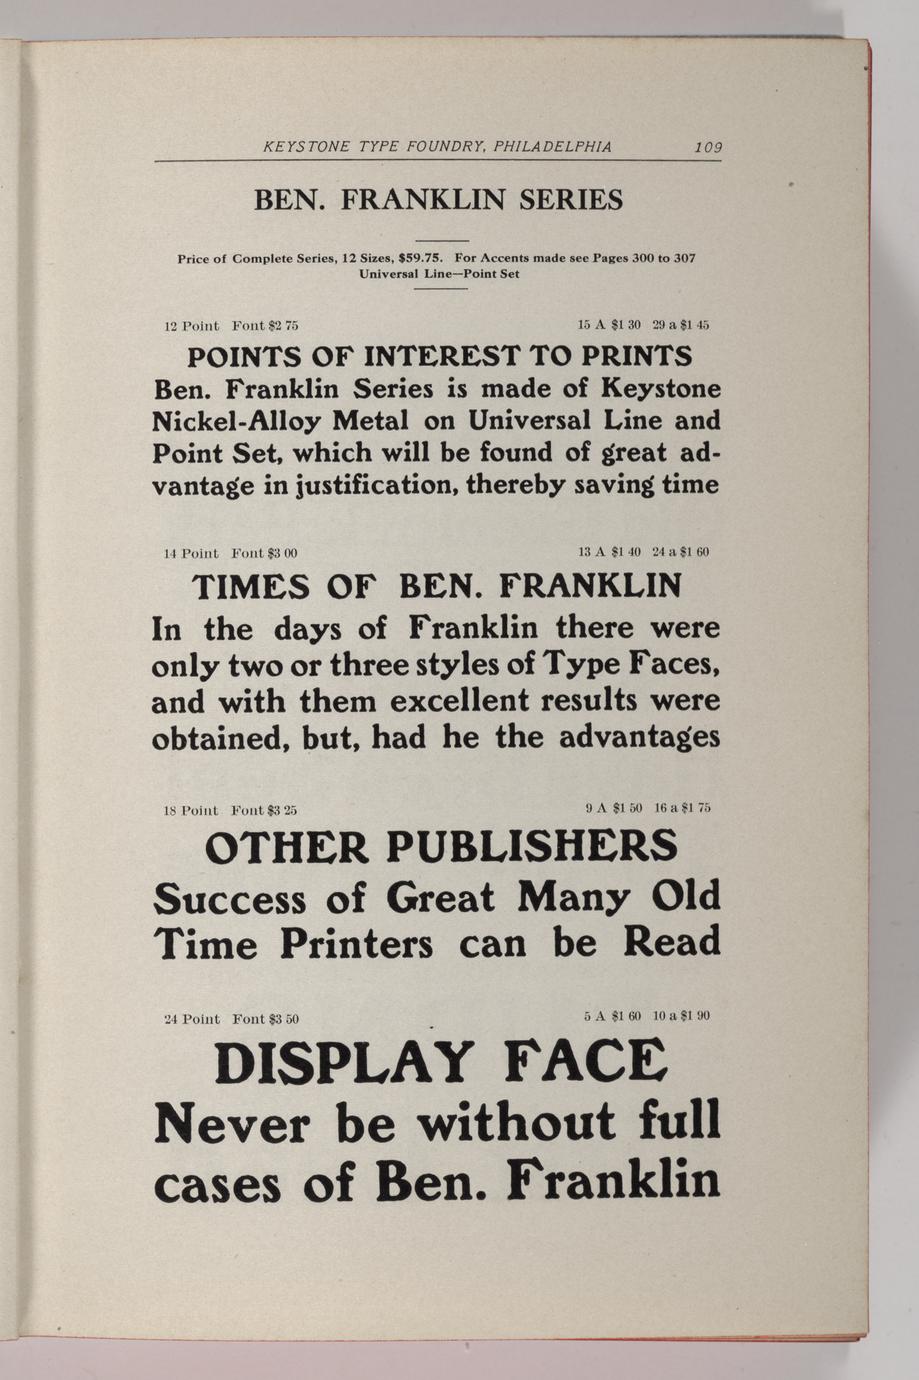 KEYSTONE TYPE FOUNDRY, PHILADELPHIA 109
BEN. FRANKLIN SERIES
Price of Complete Series, 12 Sizes, $59.75. For Accents made see Pages 300 to 307
Universal Line—Point Set
12 Point Font $2 75 15 A $1 30 29 a $1 45
POINTS OF INTEREST TO PRINTS
Ben. Franklin Series is made of Keystone
Nickel-Alloy Metal on Universal Line and
Point Set, which will be found of great ad-
vantage in justification, thereby saving time
14 Point Font $3 00 13 A $1 40 24 a $1 60
TIMES OF BEN. FRANKLIN
In the days of Franklin there were
only two or three styles of Type Faces,
and with them excellent results were
obtained, but, had he the advantages
18 Point Font $3 25 9 A $1 50 16 a $1 75
OTHER PUBLISHERS
Success of Great Many Old
Time Printers can be Read
24 Point Font $3 50 5 A $1 60 10 a $1 90
DISPLAY FACE
Never be without full
cases of Ben. Franklin